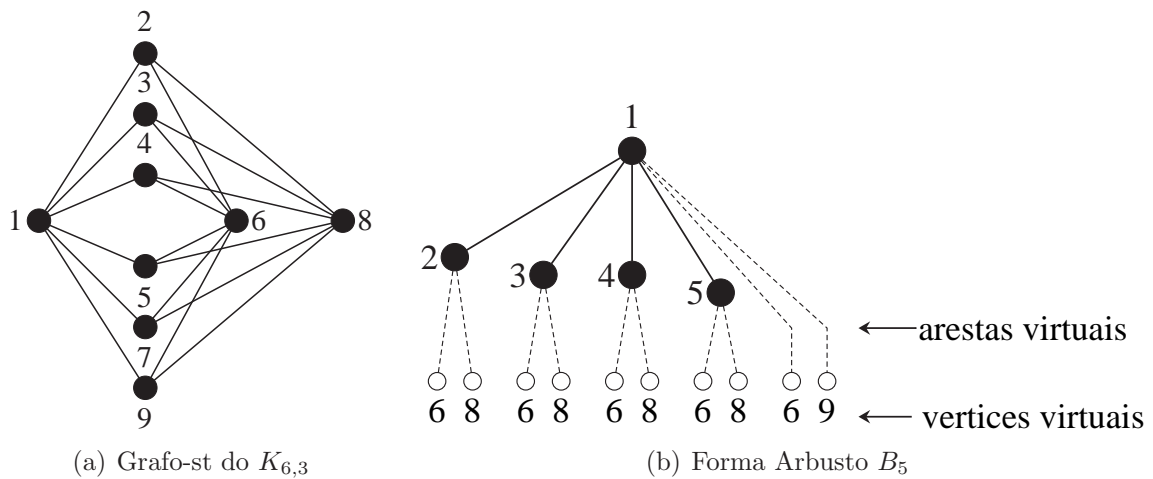 2
3
4
1
6
8
5
7
9
(a) Grafo-st do K6,3
1
2
3
4
5
arestas virtuais
6 8 6 8 6 8 6 8 6 9
vertices virtuais
(b) Forma Arbusto B5